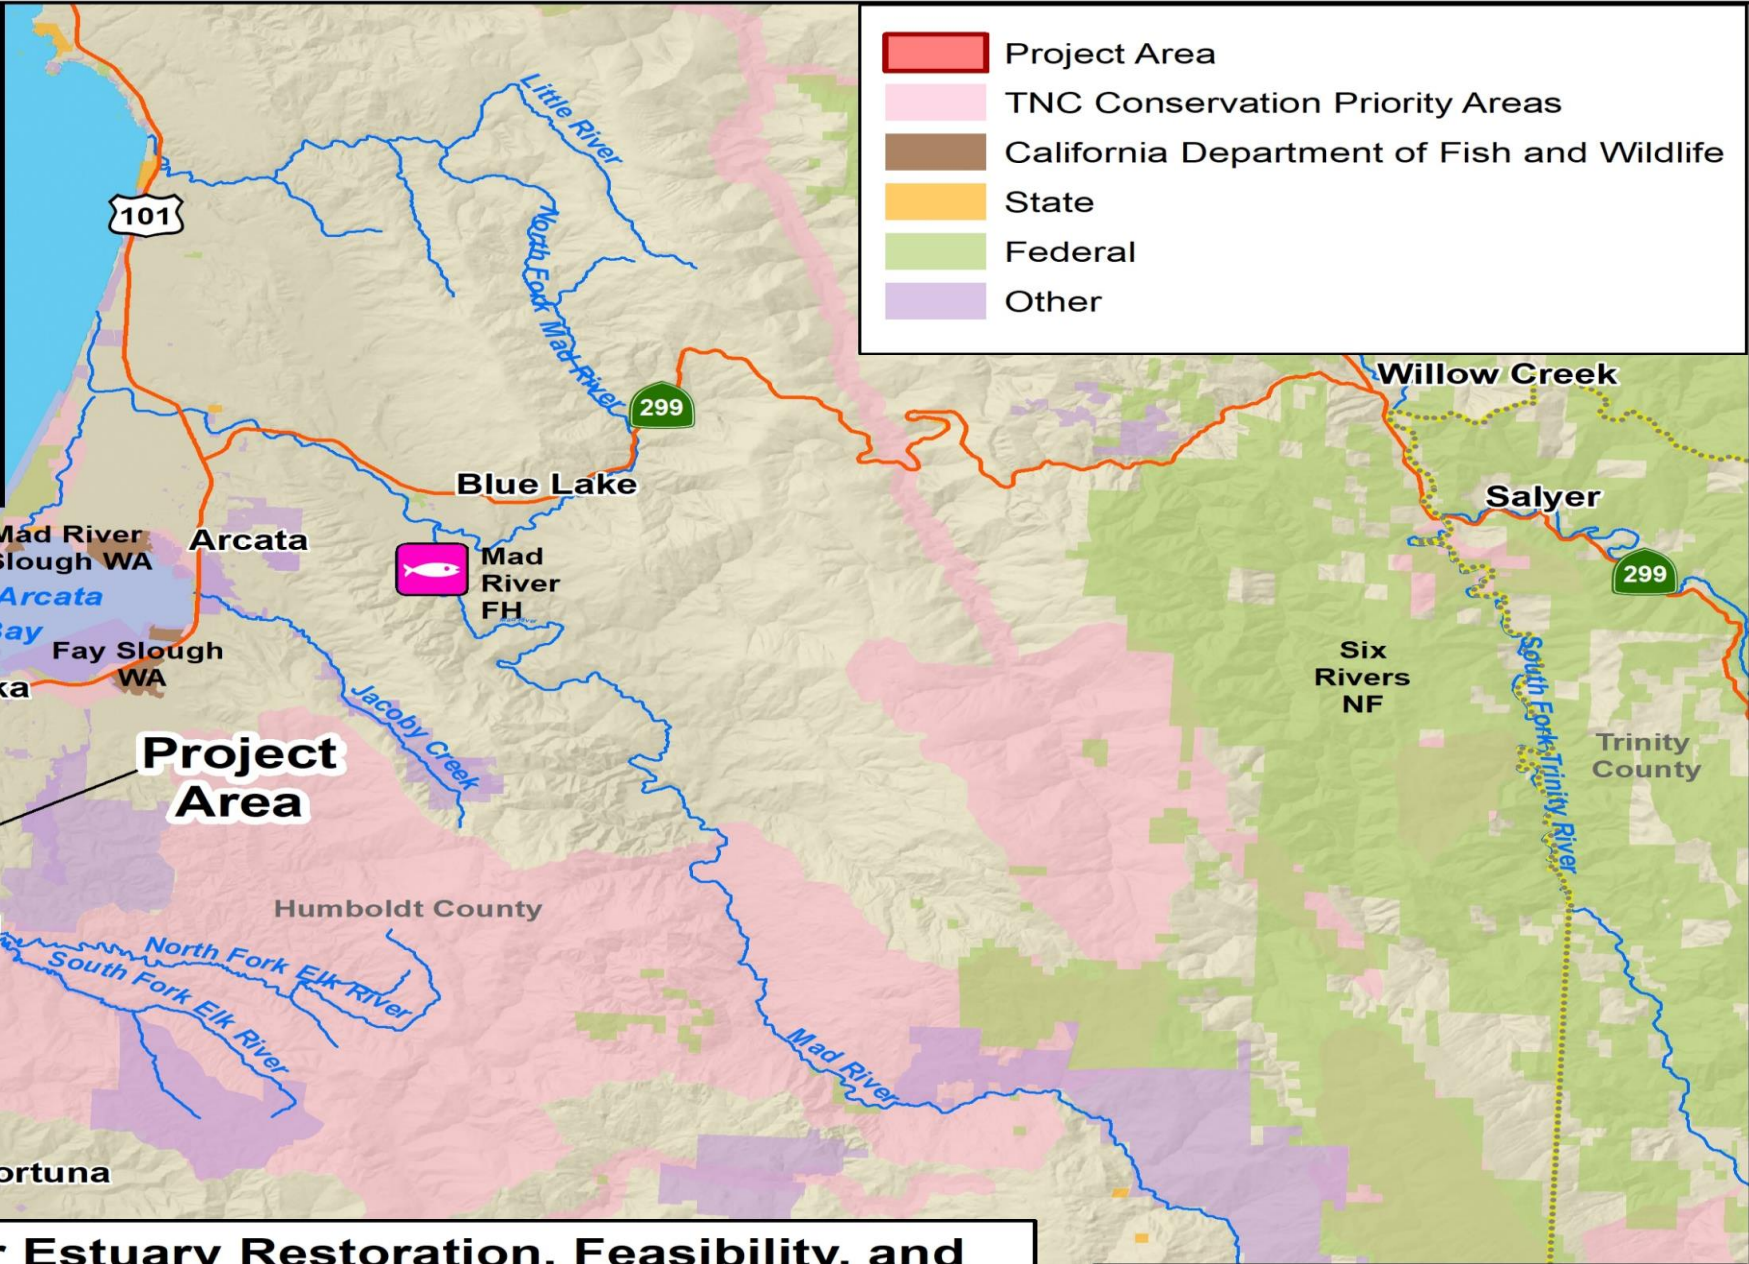 Project Area
TNC Conservation Priority Areas
California Department of Fish and Wildlife
State
Federal
Other
Little River
101
North Fork Mad River
299
Willow Creek
Blue Lake
Salyer
Mad River
Slough WA
Arcata
Mad
River
FH
Mad River
299
Arcata
Bay
Fay Slough
WA
ka
Six
Rivers
NF
South Fork Trinity River
Jacoby Creek
Trinity
County
Project
Area
Humboldt County
North Fork Elk River
South Fork Elk River
Mad River
ortuna
r Estuary Restoration, Feasibility, and